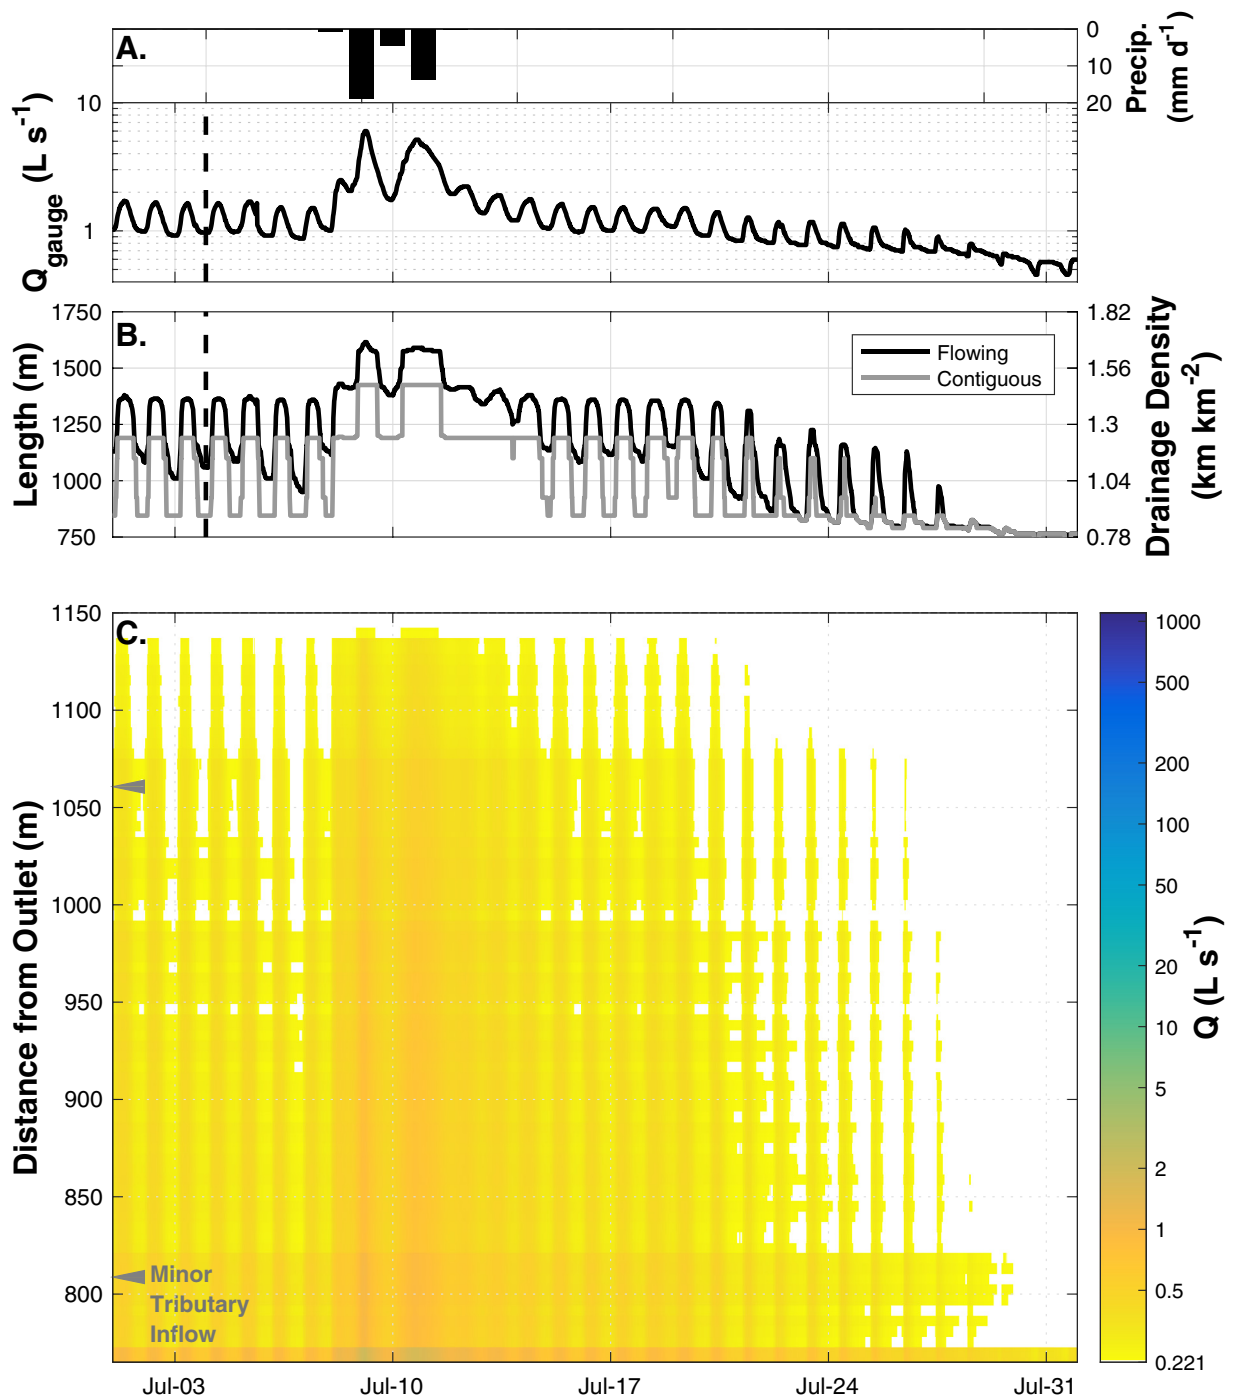 A.
0
10
20
Precip.
(mm d-1)
10
1
Qgauge (L s-1)
B.
1750
1500
1250
1000
750
Length (m)
Flowing
Contiguous
1.82
1.56
1.3
1.04
0.78
Drainage Density
(km km-2)
C.
1150
1100
1050
1000
950
900
850
800
Distance from Outlet (m)
Minor
Tributary
Inflow
Jul-03
Jul-10
Jul-17
Jul-24
Jul-31
1000
500
200
100
50
20
10
5
2
1
0.5
0.221
Q (L s-1)